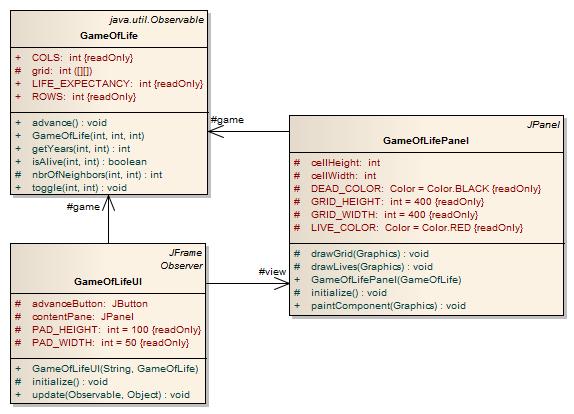 java.util.Observable
GameOfLife
+ COLS: int {readOnly}
# grid: int ([][])
+ LIFE_EXPECTANCY: int {readOnly}
+ ROWS: int {readOnly}
+ advance() : void
+ GameOfLife(int, int, int)
+ getYears(int, int) : int
+ isAlive(int, int) : boolean
# nbrOfNeighbors(int, int) : int
+ toggle(int, int) : void
#game
JPanel
GameOfLifePanel
# cellHeight: int
# cellWidth: int
# DEAD_COLOR: Color = Color.BLACK {readOnly}
# GRID_HEIGHT: int = 400 {readOnly}
# GRID_WIDTH: int = 400 {readOnly}
# LIVE_COLOR: Color = Color.RED {readOnly}
# drawGrid(Graphics) : void
# drawLives(Graphics) : void
+ GameOfLifePanel(GameOfLife)
# initialize() : void
+ paintComponent(Graphics) : void
#game
#view
JFrame
Observer
GameOfLifeUI
# advanceButton: JButton
# contentPane: JPanel
# PAD_HEIGHT: int = 100 {readOnly}
# PAD_WIDTH: int = 50 {readOnly}
+ GameOfLifeUI(String, GameOfLife)
# initialize() : void
+ update(Observable, Object) : void